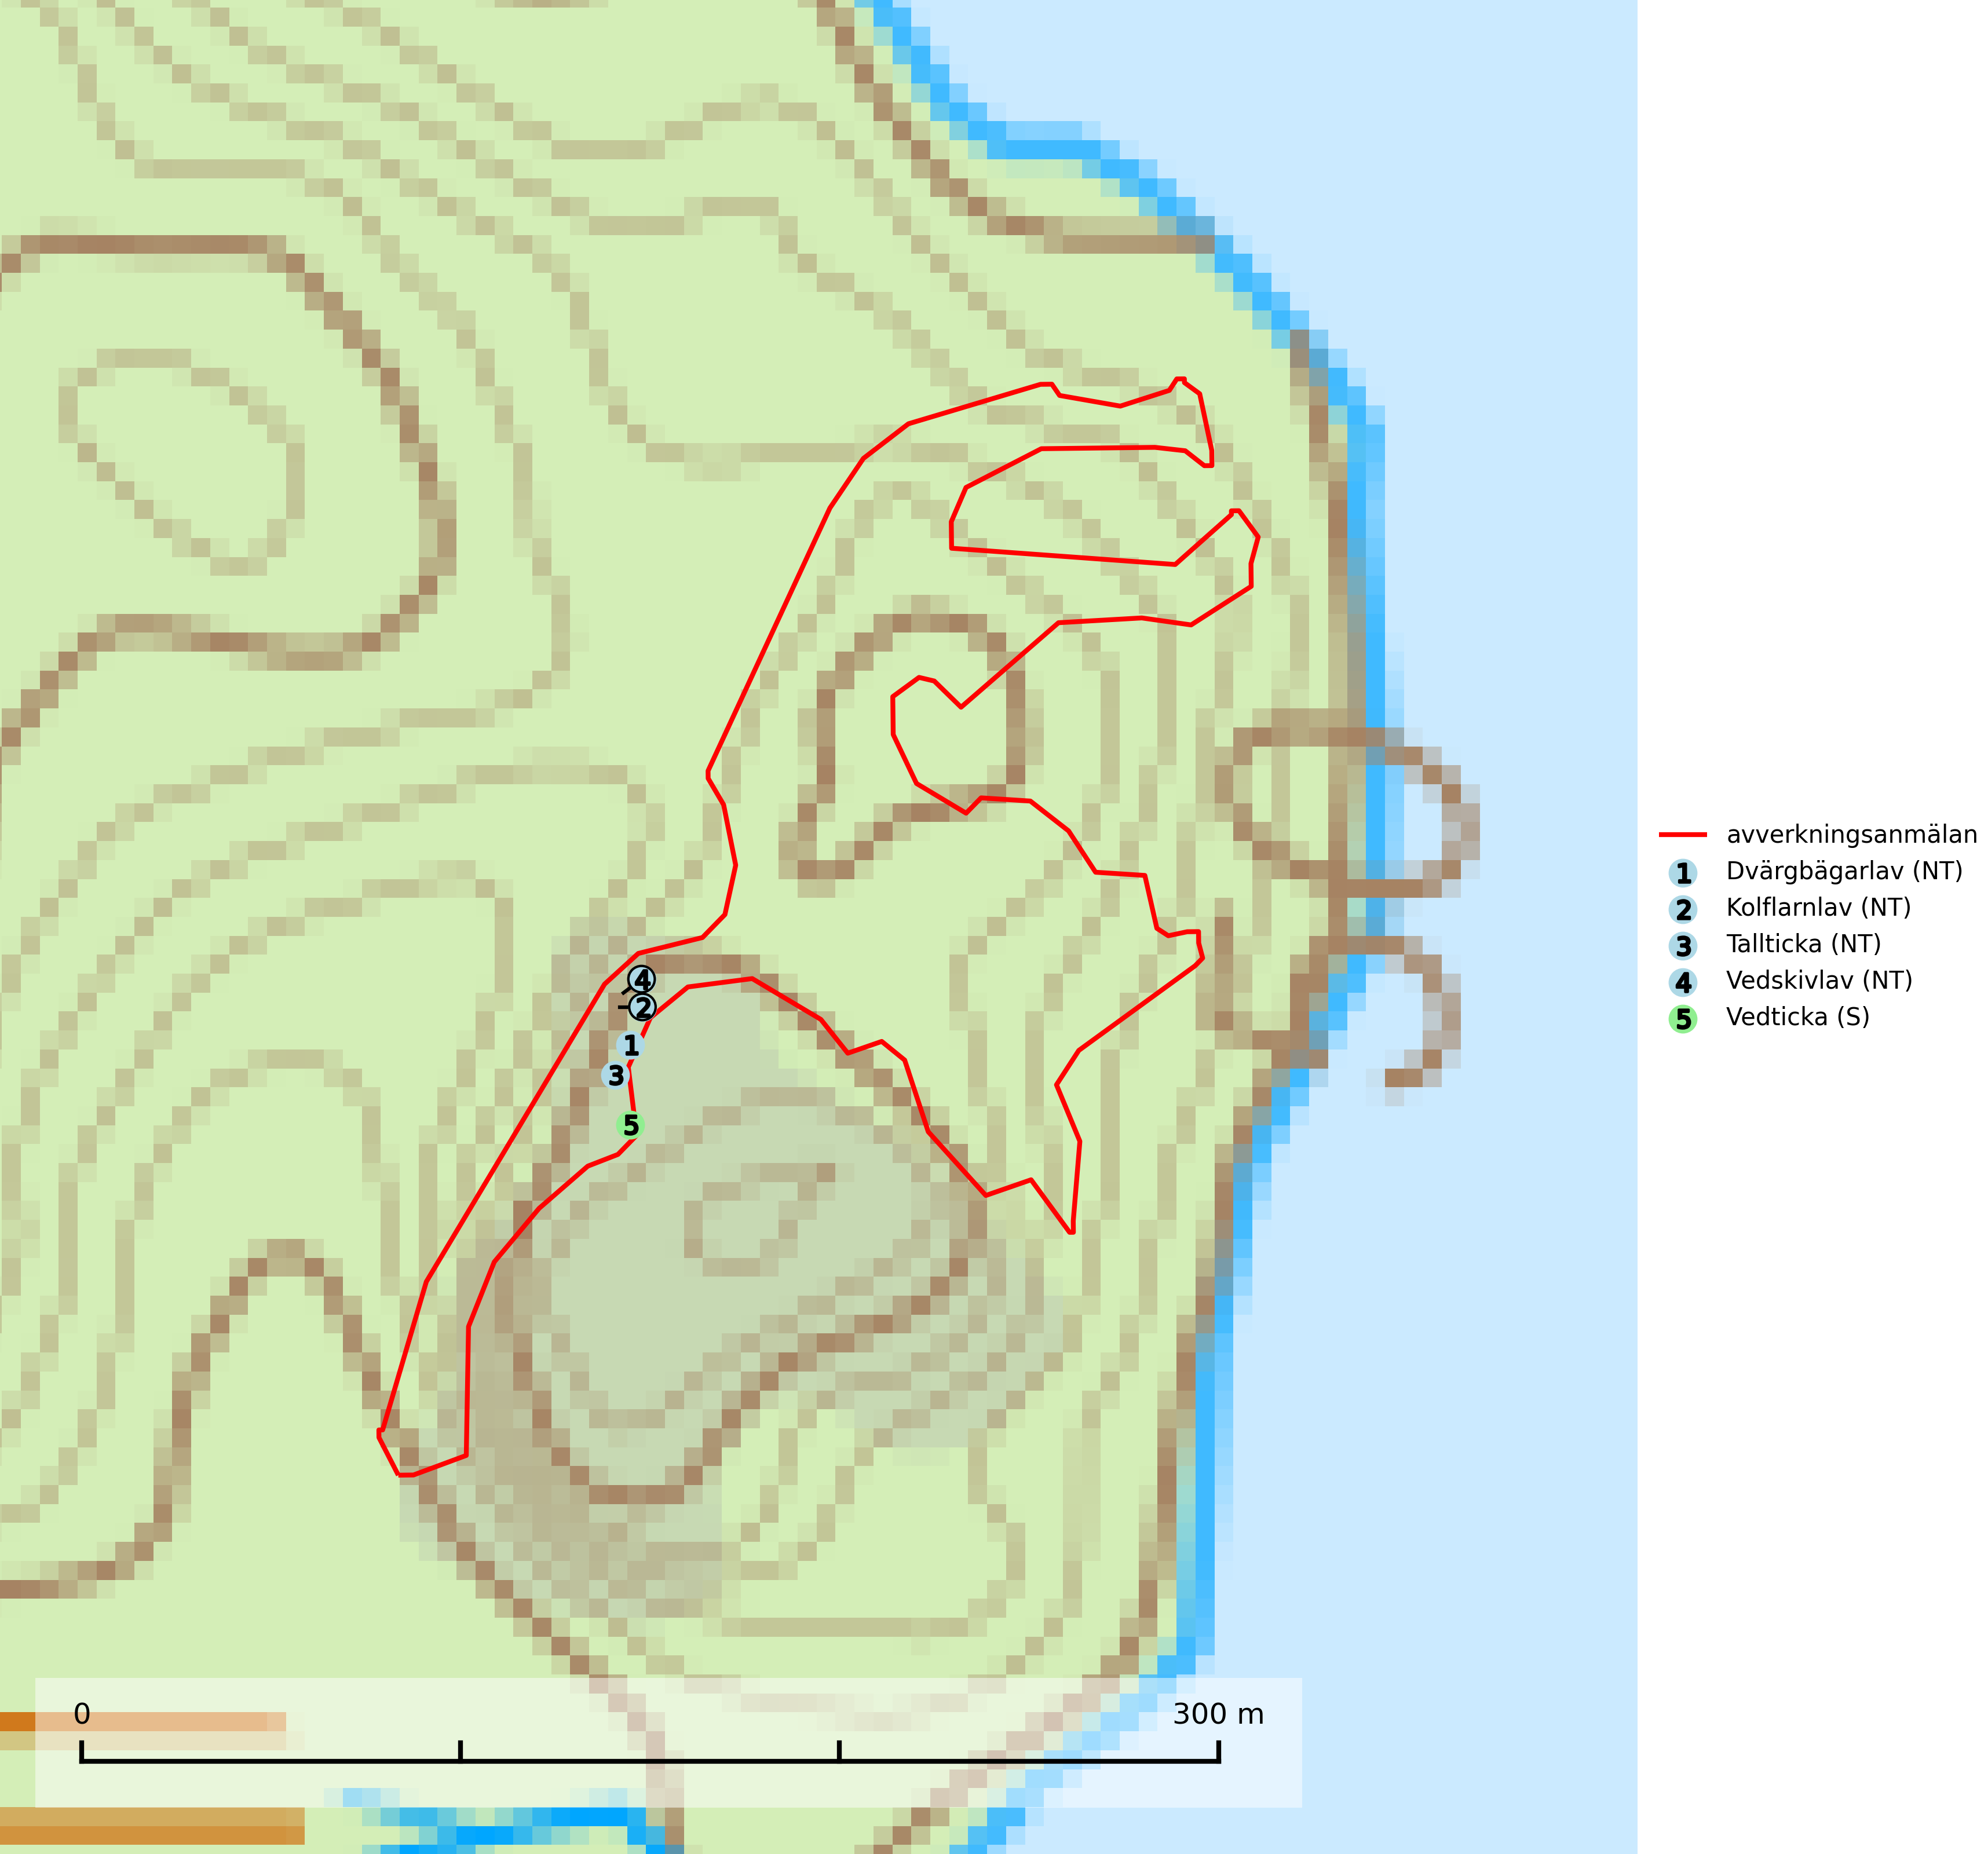 avverkningsanmälan
1 Dvärgbägarlav (NT)
2 Kolflarnlav (NT)
3 Tallticka (NT)
4 Vedskivlav (NT)
5 Vedticka (S)
4
2
1
3
5
0 300 m